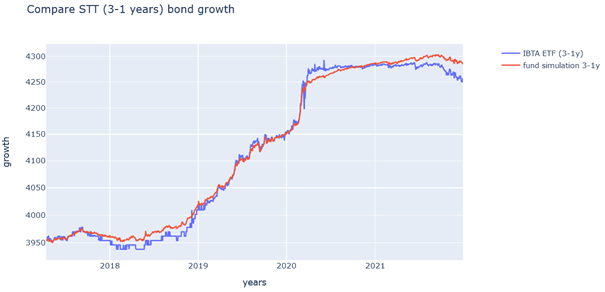 Compare STT (3-1 years) bond growth
IBTA ETF (3-1y)
fund simulation 3-1y
growth
4300
4250
4200
4150
4100
4050
4000
3950
2018
2019
2020
2021
years